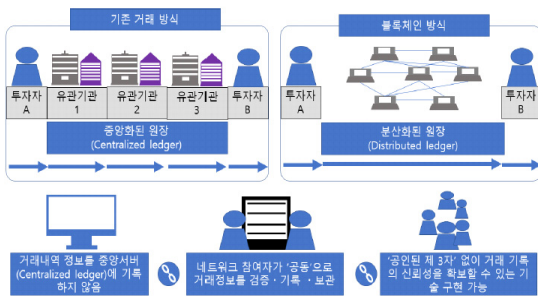 기존 거래 방식
블록체인 방식
투자자
A
유관기관
1
유관기관
2
유관기관
3
투자자
B
투자자
A
투자자
B
중앙화된 원장
(Centralized ledger)
분산화된 원장
(Distributed ledger)
거래내역 정보를 중앙서버
(Centralized ledger)에 기록
하지 않음
네트워크 참여자가 '공동'으로
거래정보를 검증·기록·보관
'공인된 제 3자' 없이 거래 기록
의 신뢰성을 확보할 수 있는 기
술 구현 가능